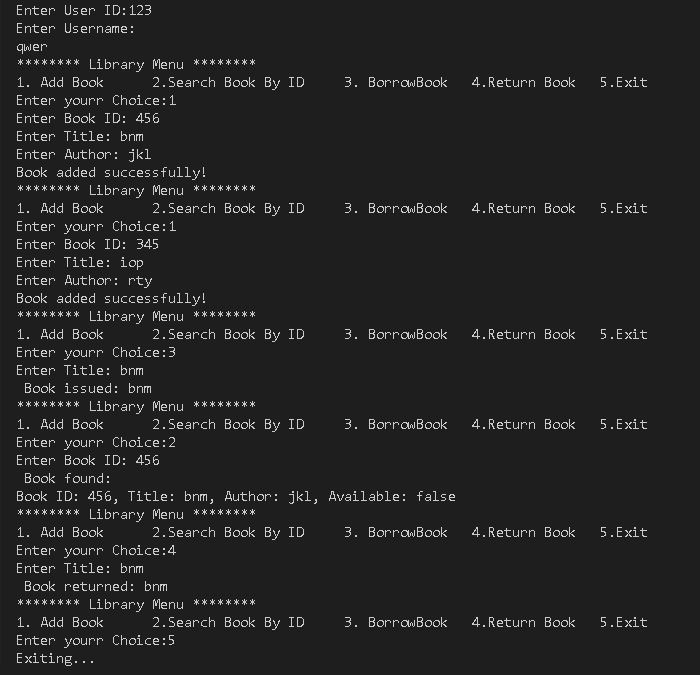 Enter User ID:123
Enter Username:
qwer
******** Library Menu ********
1. Add Book      2.Search Book By ID     3. BorrowBook   4.Return Book   5.Exit
Enter yourr Choice:1
Enter Book ID: 456
Enter Title: bnm
Enter Author: jkl
Book added successfully!
******** Library Menu ********
1. Add Book      2.Search Book By ID     3. BorrowBook   4.Return Book   5.Exit
Enter yourr Choice:1
Enter Book ID: 345
Enter Title: iop
Enter Author: rty
Book added successfully!
******** Library Menu ********
1. Add Book      2.Search Book By ID     3. BorrowBook   4.Return Book   5.Exit
Enter yourr Choice:3
Enter Title: bnm
 Book issued: bnm
******** Library Menu ********
1. Add Book      2.Search Book By ID     3. BorrowBook   4.Return Book   5.Exit
Enter yourr Choice:2
Enter Book ID: 456
 Book found:
Book ID: 456, Title: bnm, Author: jkl, Available: false
******** Library Menu ********
1. Add Book      2.Search Book By ID     3. BorrowBook   4.Return Book   5.Exit
Enter yourr Choice:4
Enter Title: bnm
 Book returned: bnm
******** Library Menu ********
1. Add Book      2.Search Book By ID     3. BorrowBook   4.Return Book   5.Exit
Enter yourr Choice:5
Exiting...